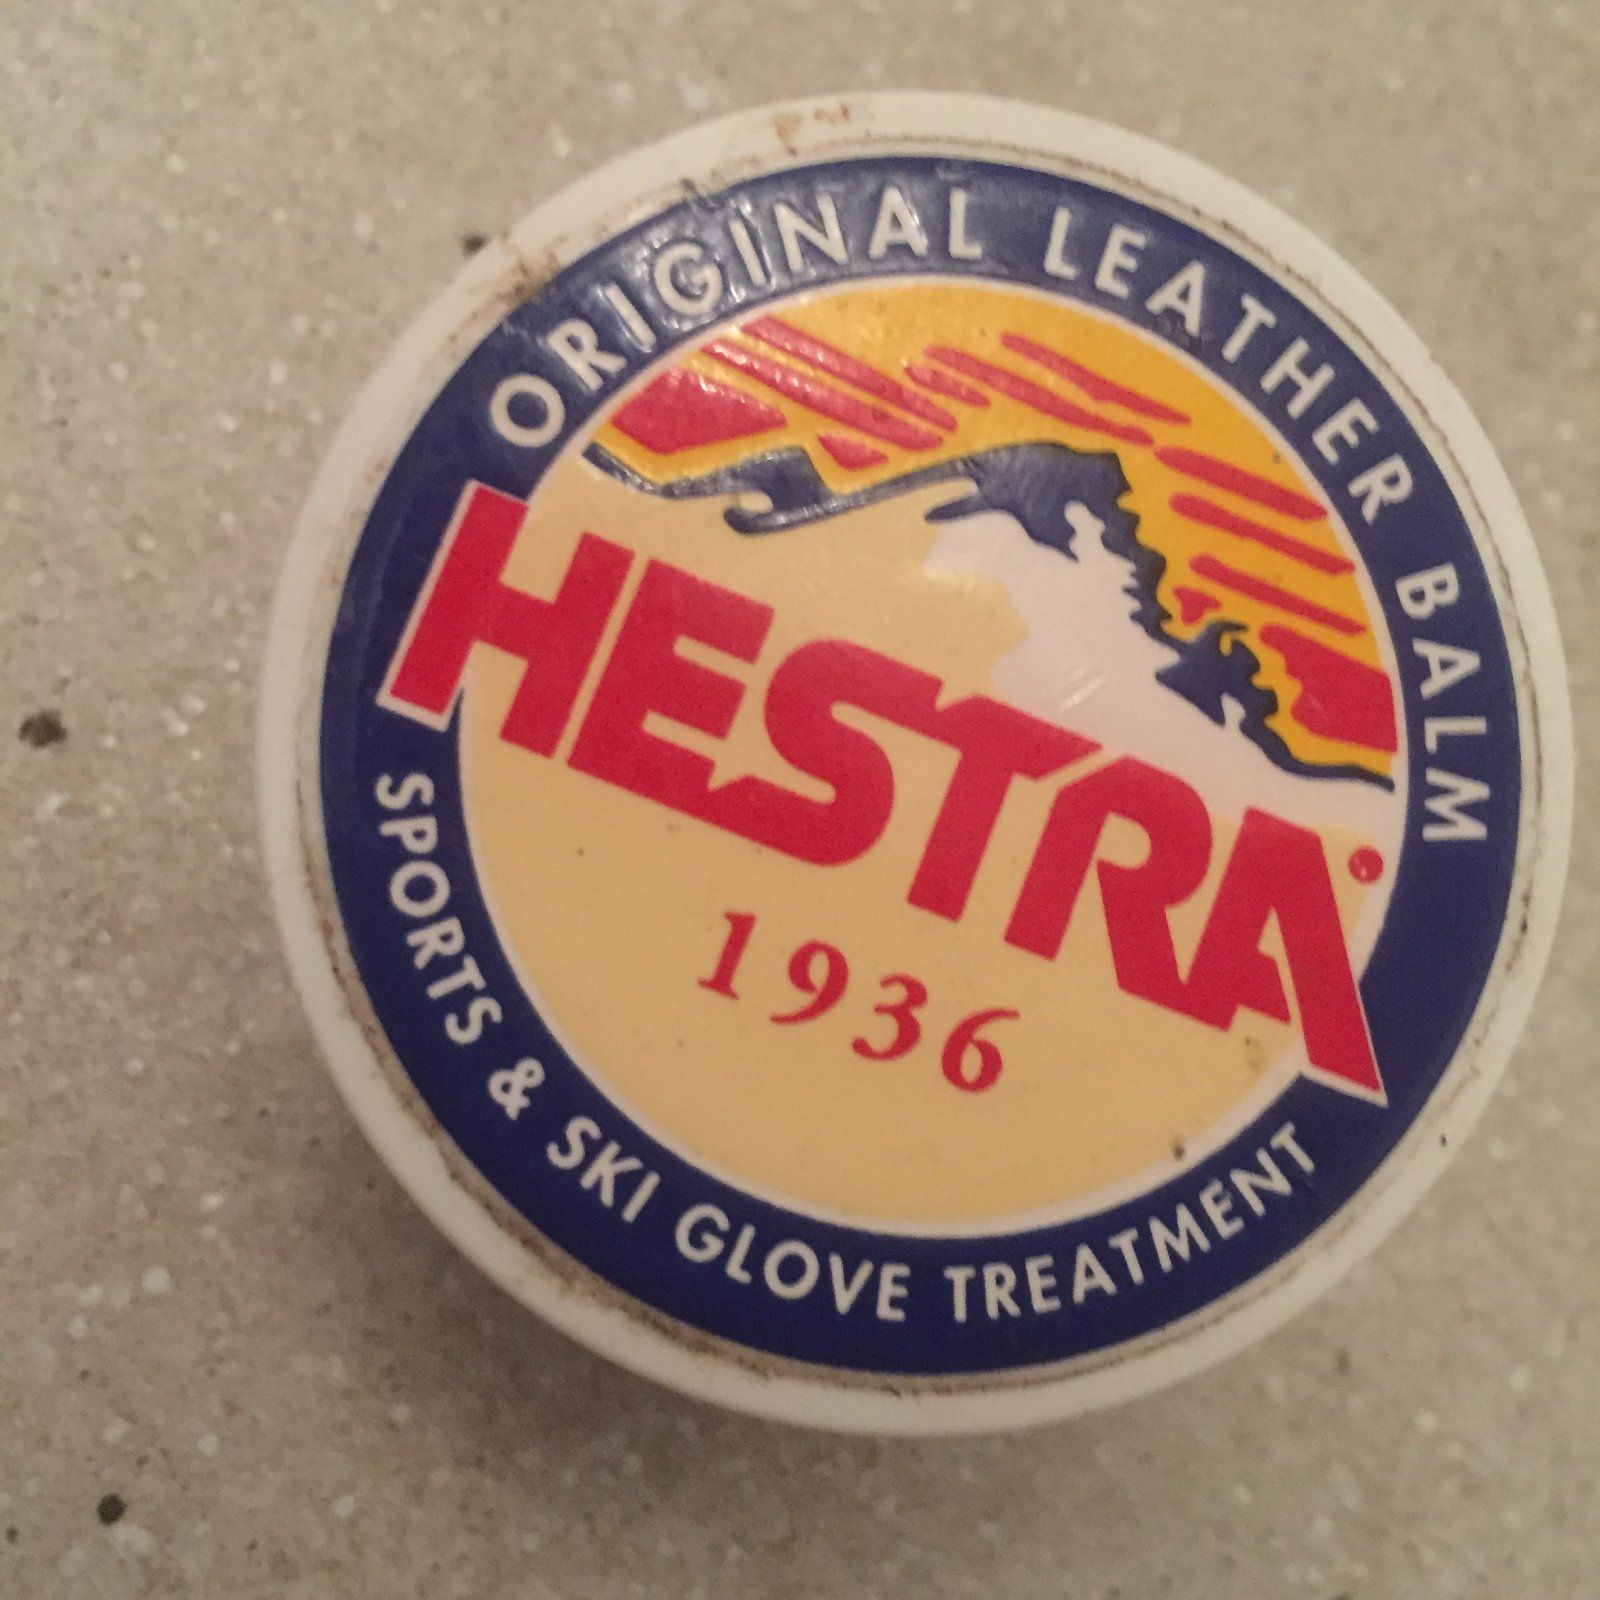 ORIGINAL LEATHER BALM
HESTRA
1936
SPORTS & SKI GLOVE TREATMENT